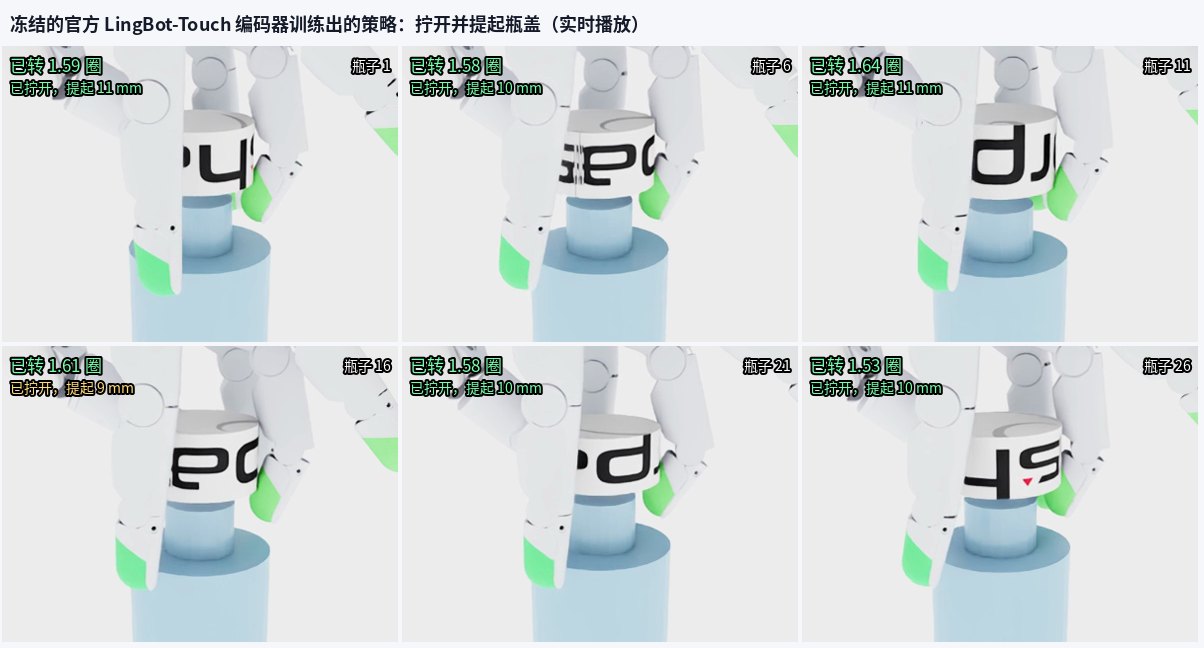 冻结的官方 LingBot-Touch 编码器训练出的策略：拧开并提起瓶盖（实时播放）
已转 1.59 圈
瓶子 1
已拧开，提起 11 mm
已转 1.58 圈
瓶子 6
已拧开，提起 10 mm
已转 1.64 圈
瓶子 11
已拧开，提起 11 mm
已转 1.61 圈
瓶子 16
已拧开，提起 9 mm
已转 1.58 圈
瓶子 21
已拧开，提起 10 mm
已转 1.53 圈
瓶子 26
已拧开，提起 10 mm